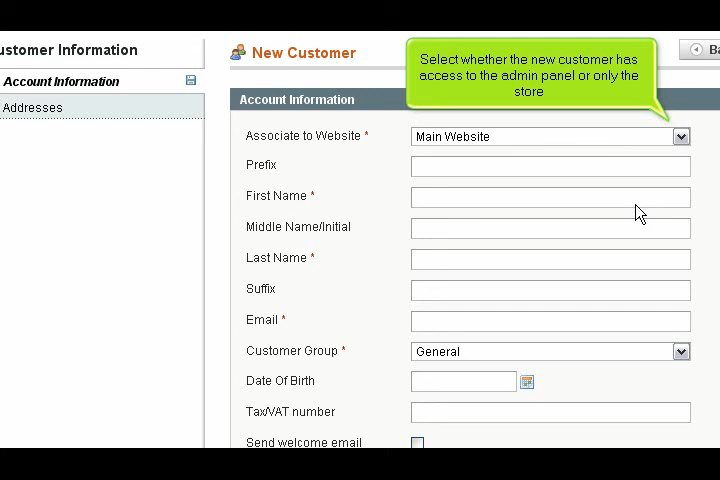 ustomer Information
New Customer
Select whether the new customer has
access to the admin panel or only the
store
Ba
Account Information
Addresses
Account Information
Associate to Website *
Main Website
Prefix
First Name *
Middle Name/Initial
Last Name *
Suffix
Email *
Customer Group *
General
Date Of Birth
Tax/VAT number
Send welcome email